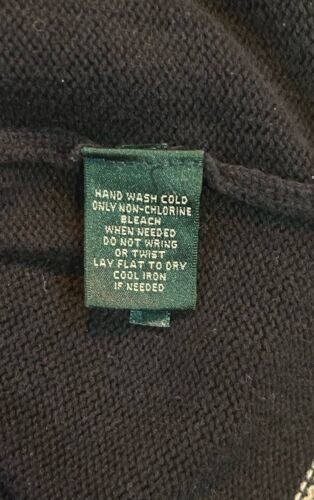 HAND WASH COLD
ONLY NON-CHLORINE
BLEACH
WHEN NEEDED
DO NOT WRING
OR TWIST
LAY FLAT TO DRY
COOL IRON
IF NEEDED